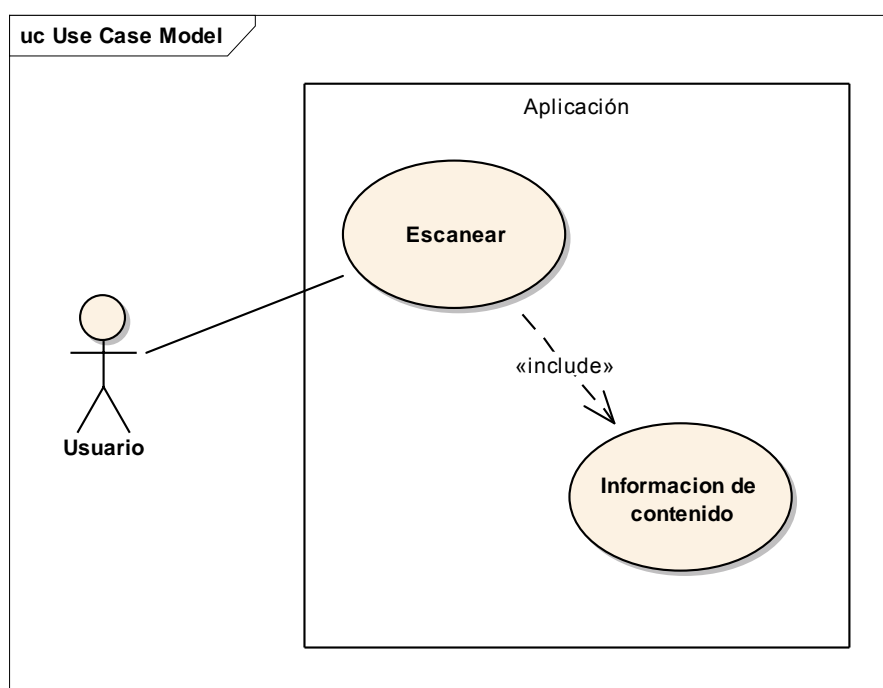 uc Use Case Model
Aplicación
Escanear
«include»
Usuario
Informacion de
contenido